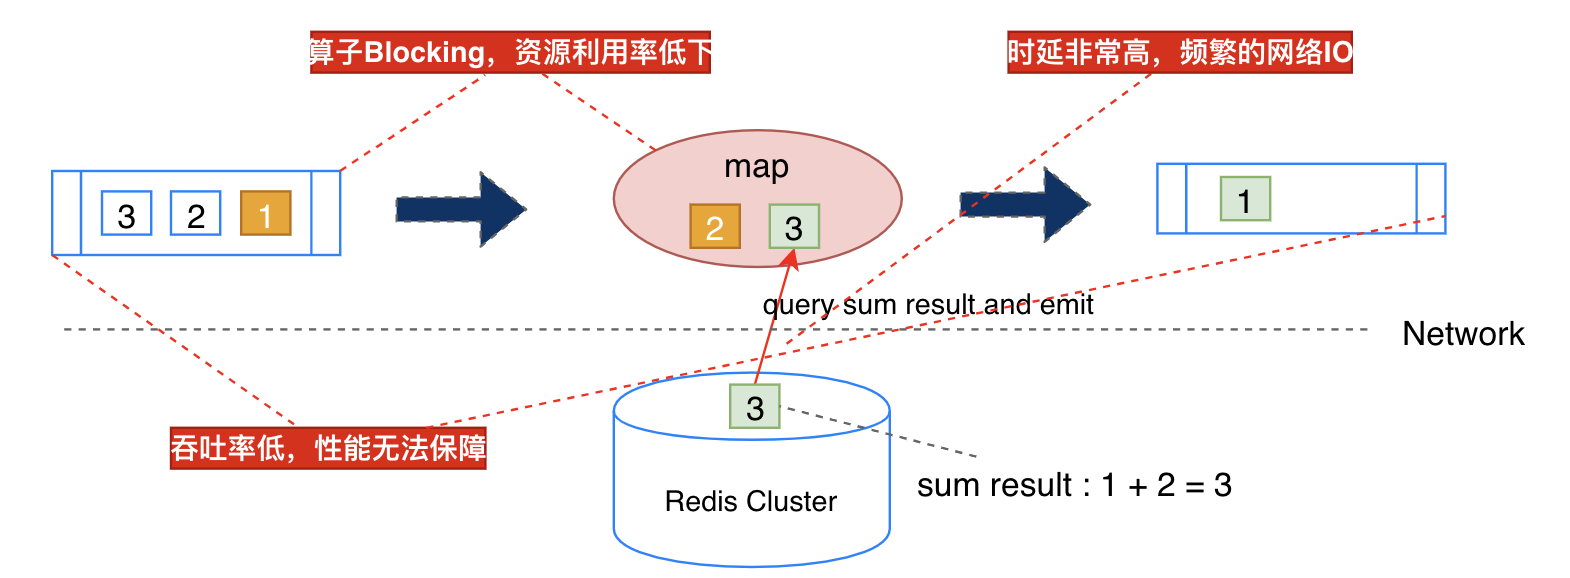 算子Blocking，资源利用率低下
时延非常高，频繁的网络IO
map
3
2
1
2
3
1
query sum result and emit
Network
3
吞吐率低，性能无法保障
Redis Cluster
sum result : 1 + 2 = 3